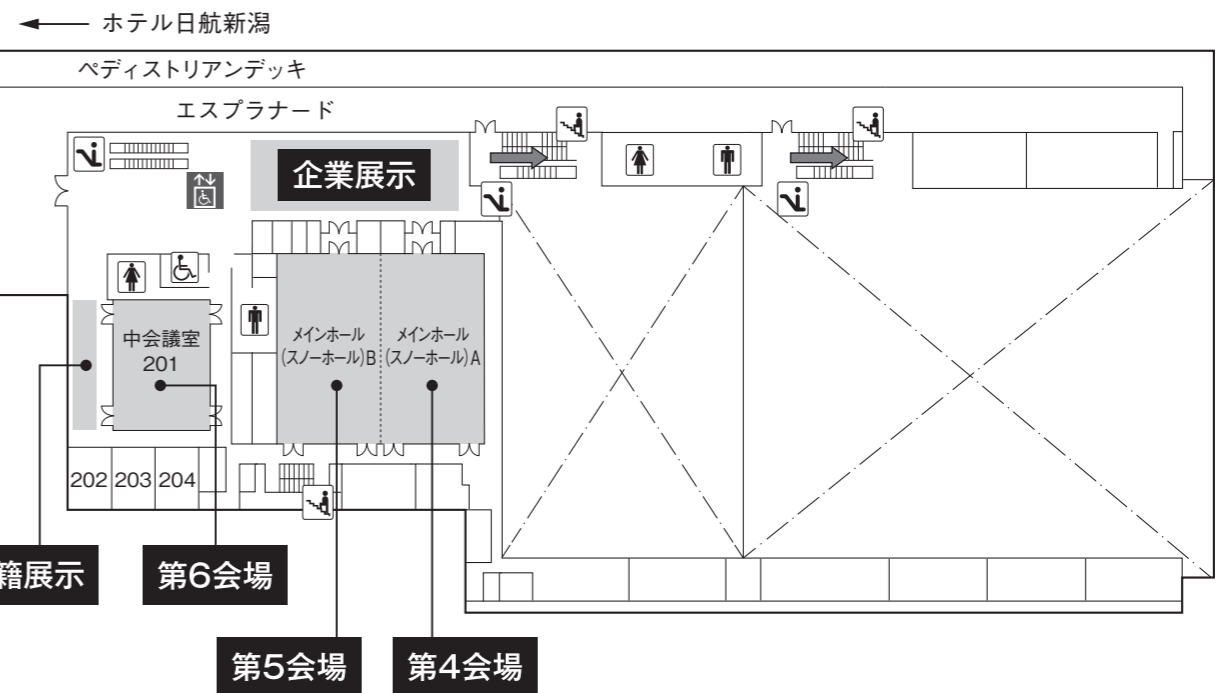 ホテル日航新潟
ペディストリアンデッキ
エスプラナード
企業展示
中会議室
201
メインホール
(スノーホール)B
メインホール
(スノーホール)A
202
203
204
籍展示
第6会場
第5会場
第4会場